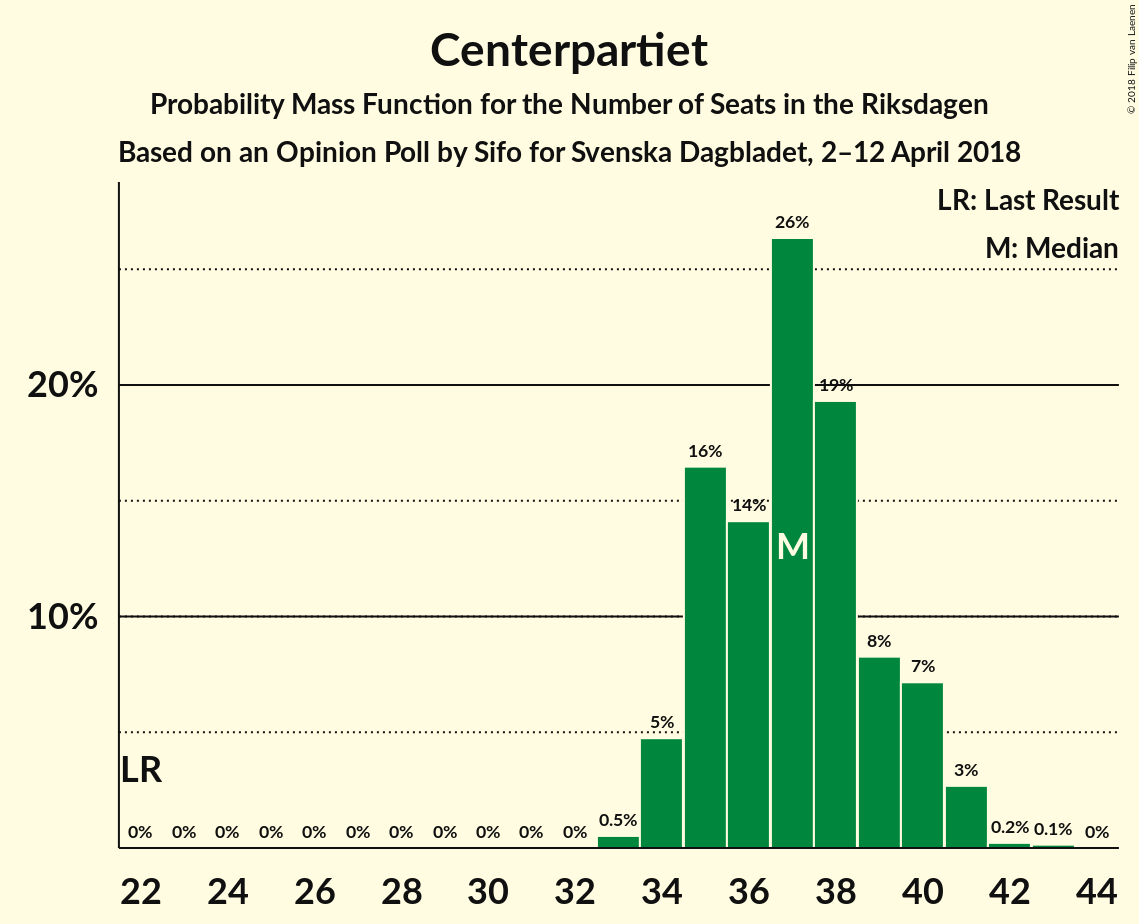 Centerpartiet
Probability Mass Function for the Number of Seats in the Riksdagen
Based on an Opinion Poll by Sifo for Svenska Dagbladet, 2–12 April 2018
© 2018 Filip van Laenen
LR: Last Result
M: Median
26%
20%
19%
16%
14%
M
10%
8%
7%
5%
LR
3%
0% 0% 0% 0% 0% 0% 0% 0% 0% 0% 0% 0.5% 0.2% 0.1% 0%
22 24 26 28 30 32 34 36 38 40 42 44